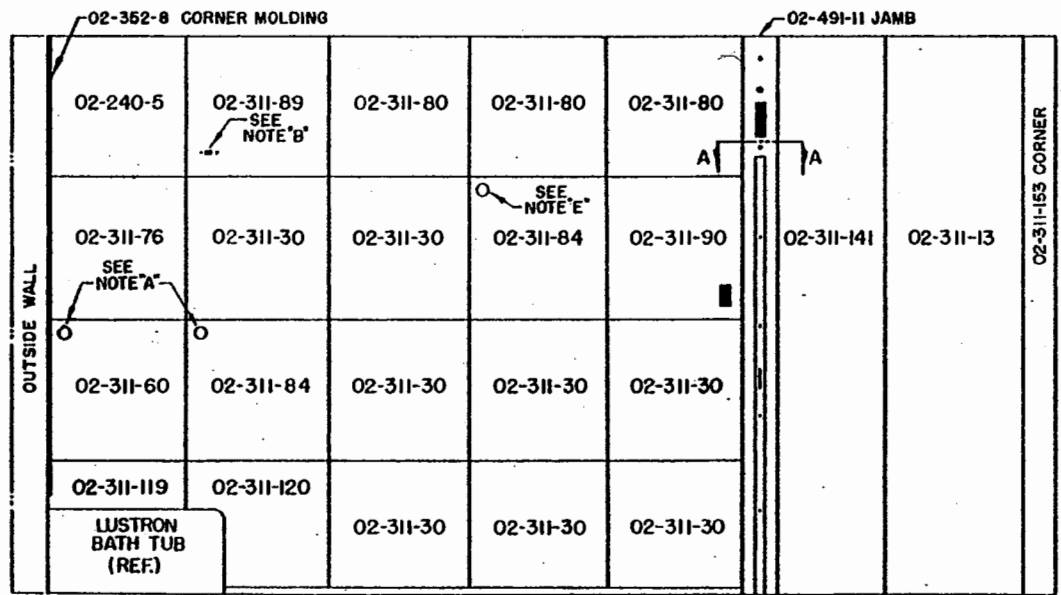 02-352-8 CORNER MOLDING
02-491-11 JAMB
02-240-5
02-311-89
02-311-80
02-311-80
02-311-80
SEE
NOTE "B"
A
A
02-311-153 CORNER
SEE
NOTE "E"
02-311-76
02-311-30
02-311-30
02-311-84
02-311-90
02-311-141
02-311-13
SEE
NOTE "A"
OUTSIDE WALL
02-311-60
02-311-84
02-311-30
02-311-30
02-311-30
02-311-119
02-311-120
02-311-30
02-311-30
02-311-30
LUSTRON
BATH TUB
(REF.)